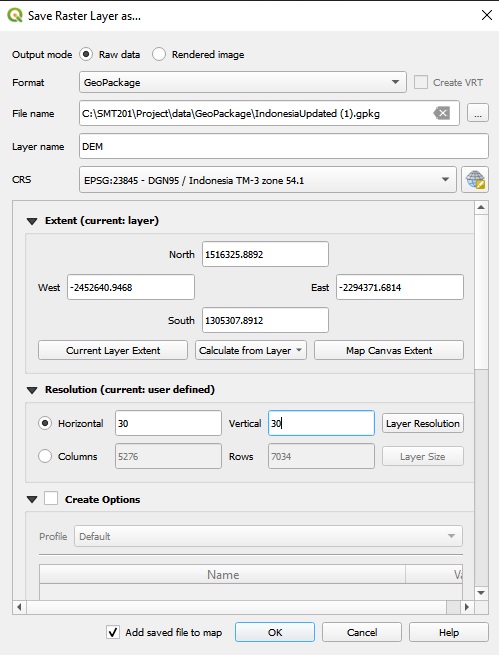 Save Raster Layer as...
Output mode Raw data Rendered image
Format GeoPackage Create VRT
File name C:\SMT201\Project\data\GeoPackage\IndonesiaUpdated (1).gpkg ...
Layer name DEM
CRS EPSG:23845 - DGN95 / Indonesia TM-3 zone 54.1
Extent (current: layer)
North 1516325.8892
West -2452640.9468 East -2294371.6814
South 1305307.8912
Current Layer Extent Calculate from Layer Map Canvas Extent
Resolution (current: user defined)
Horizontal 30 Vertical 30 Layer Resolution
Columns 5276 Rows 7034 Layer Size
Create Options
Profile Default
Name
Add saved file to map OK Cancel Help